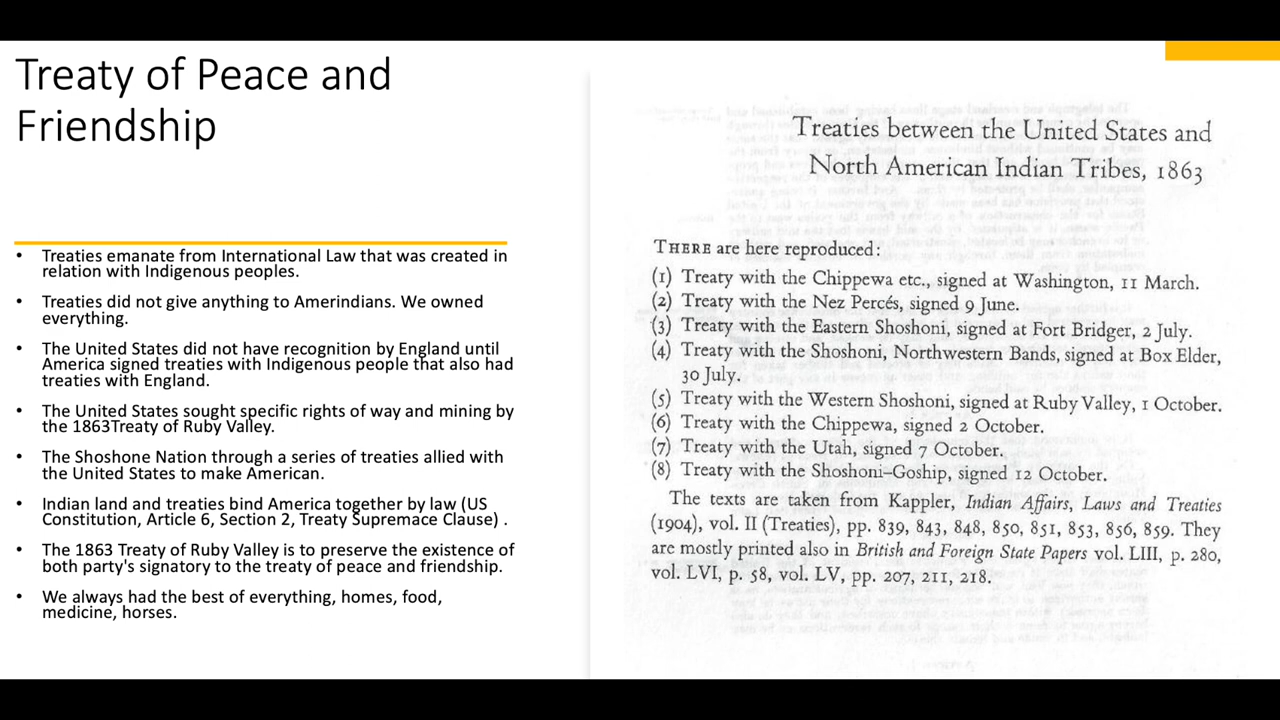 Treaty of Peace and
Friendship
• Treaties emanate from International Law that was created in
relation with Indigenous peoples.
• Treaties did not give anything to Amerindians. We owned
everything.
• The United States did not have recognition by England until
America signed treaties with Indigenous people that also had
treaties with England.
• The United States sought specific rights of way and mining by
the 1863Treaty of Ruby Valley.
• The Shoshone Nation through a series of treaties allied with
the United States to make American.
• Indian land and treaties bind America together by law (US
Constitution, Article 6, Section 2, Treaty Supremace Clause) .
• The 1863 Treaty of Ruby Valley is to preserve the existence of
both party's signatory to the treaty of peace and friendship.
• We always had the best of everything, homes, food,
medicine, horses.
Treaties between the United States and
North American Indian Tribes, 1863
THERE are here reproduced:
(1) Treaty with the Chippewa etc., signed at Washington, 11 March.
(2) Treaty with the Nez Percés, signed 9 June.
(3) Treaty with the Eastern Shoshoni, signed at Fort Bridger, 2 July.
(4) Treaty with the Shoshoni, Northwestern Bands, signed at Box Elder,
30 July.
(5) Treaty with the Western Shoshoni, signed at Ruby Valley, 1 October.
(6) Treaty with the Chippewa, signed 2 October.
(7) Treaty with the Utah, signed 7 October.
(8) Treaty with the Shoshoni–Goship, signed 12 October.
The texts are taken from Kappler, Indian Affairs, Laws and Treaties
(1904), vol. II (Treaties), pp. 839, 843, 848, 850, 851, 853, 856, 859. They
are mostly printed also in British and Foreign State Papers vol. LIII, p. 280,
vol. LVI, p. 58, vol. LV, pp. 207, 211, 218.